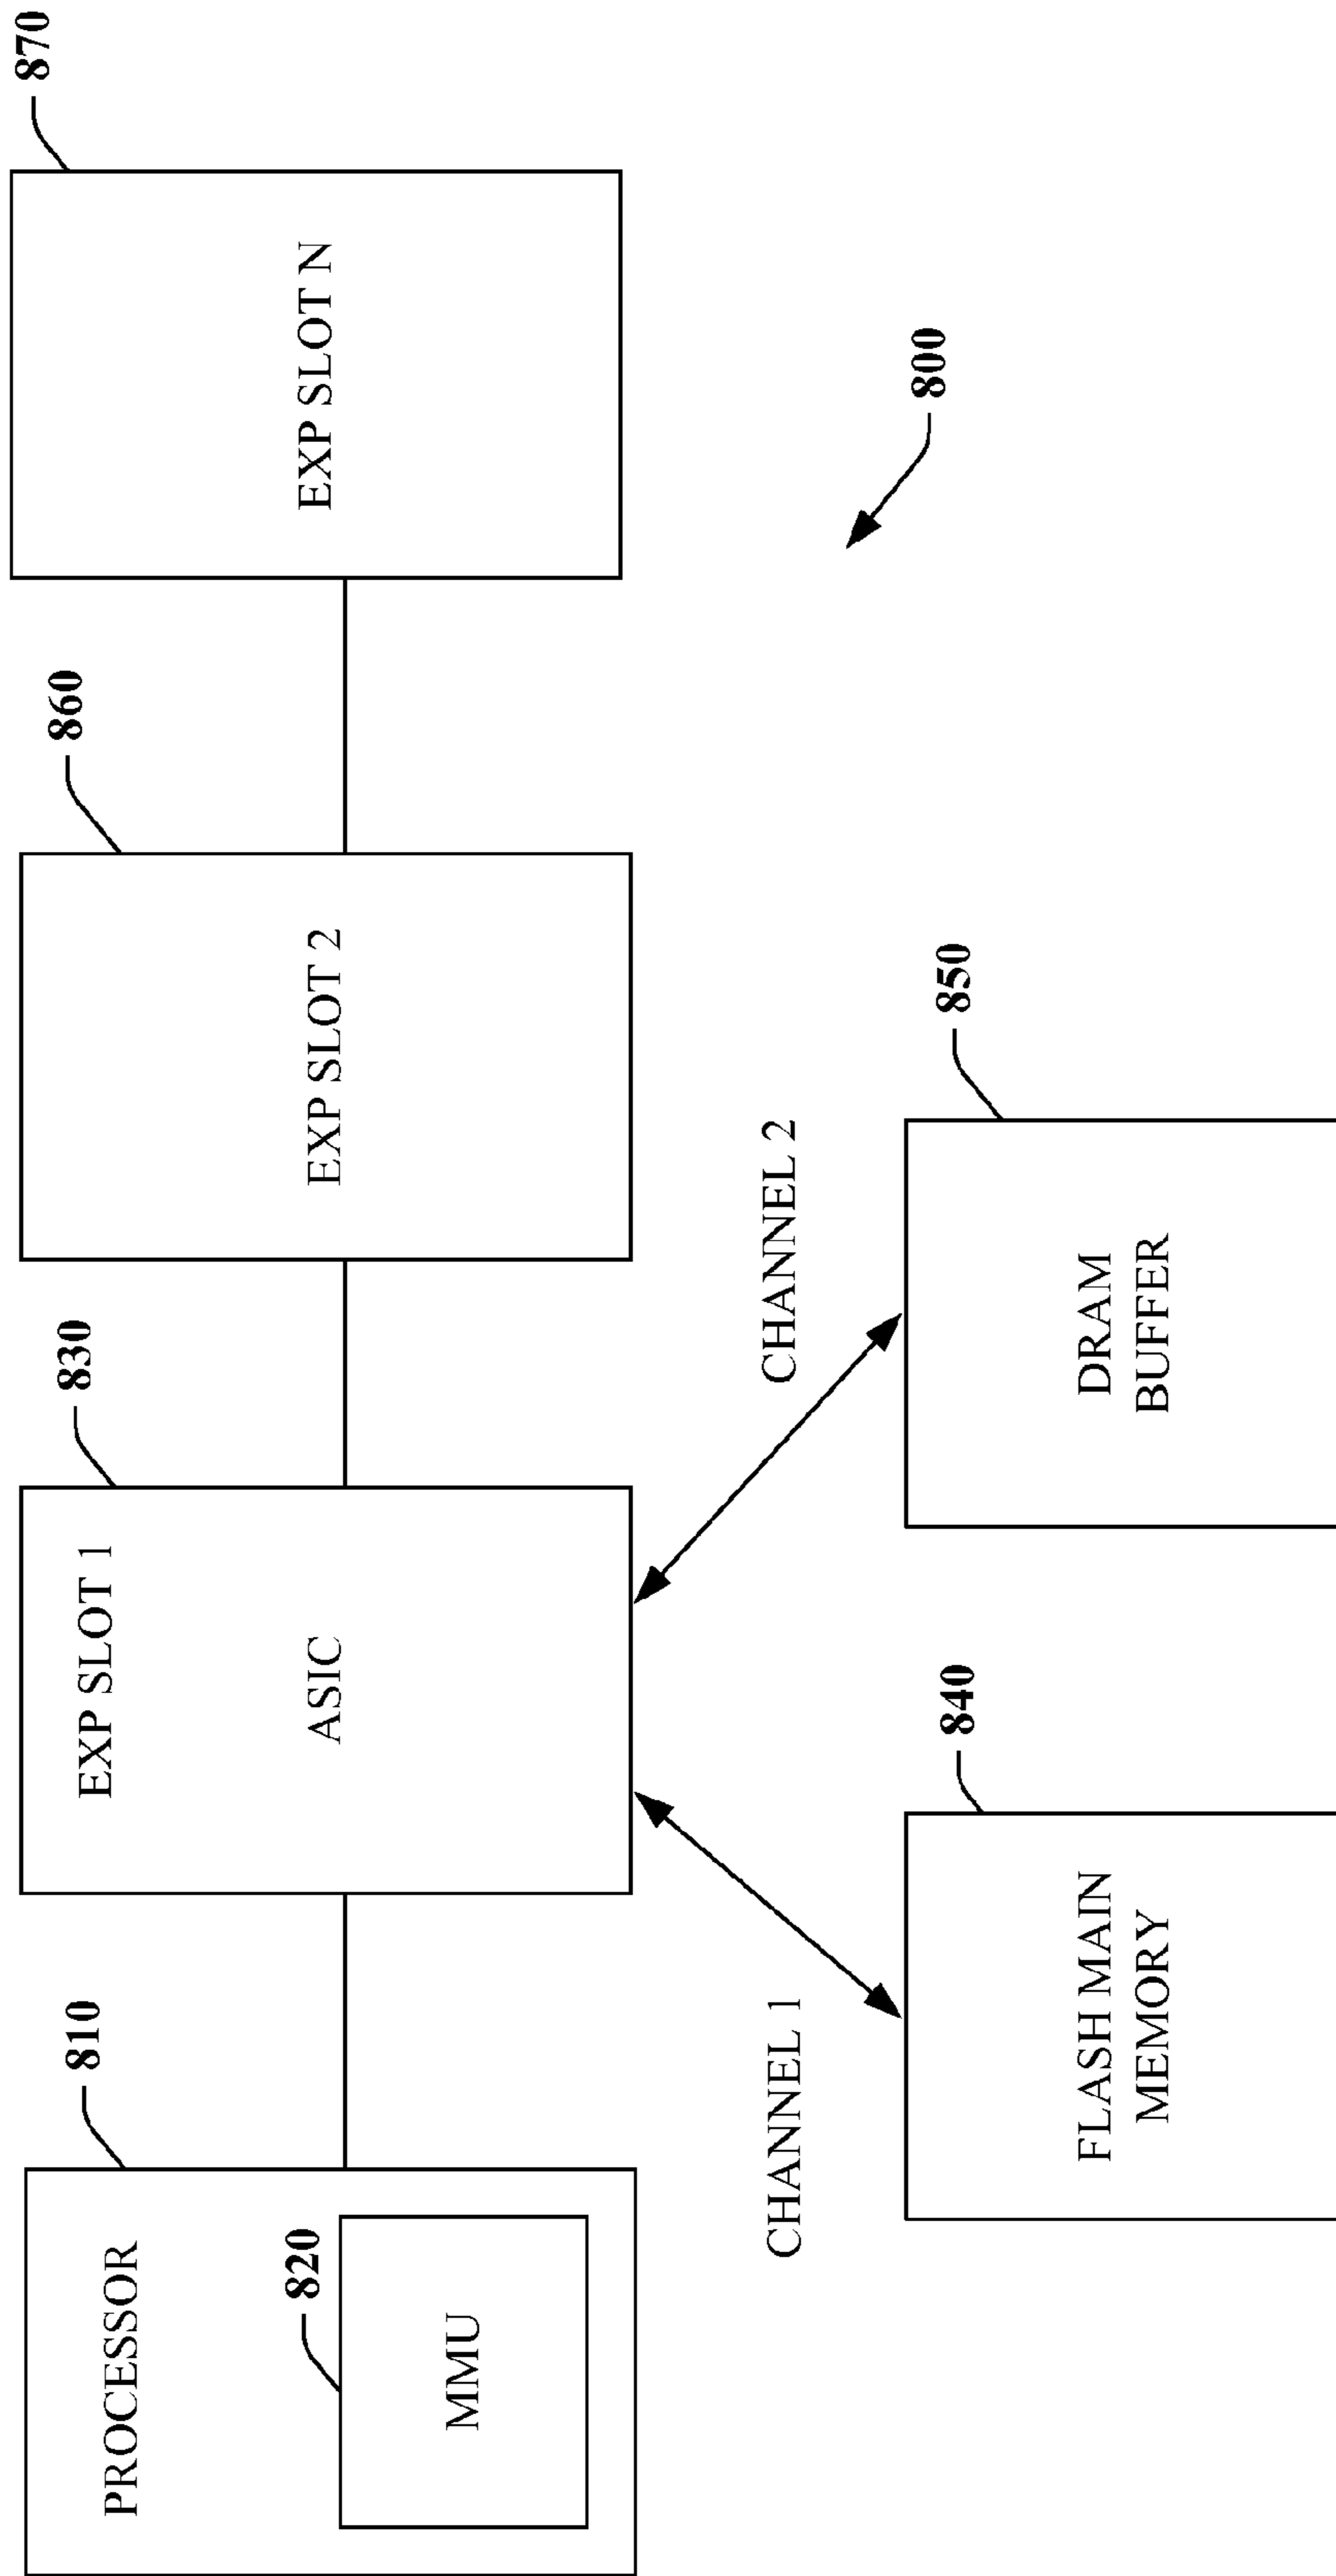 810
PROCESSOR
820
MMU
830
EXP SLOT 1
ASIC
860
EXP SLOT 2
870
EXP SLOT N
CHANNEL 1
CHANNEL 2
800
840
FLASH MAIN
MEMORY
850
DRAM
BUFFER